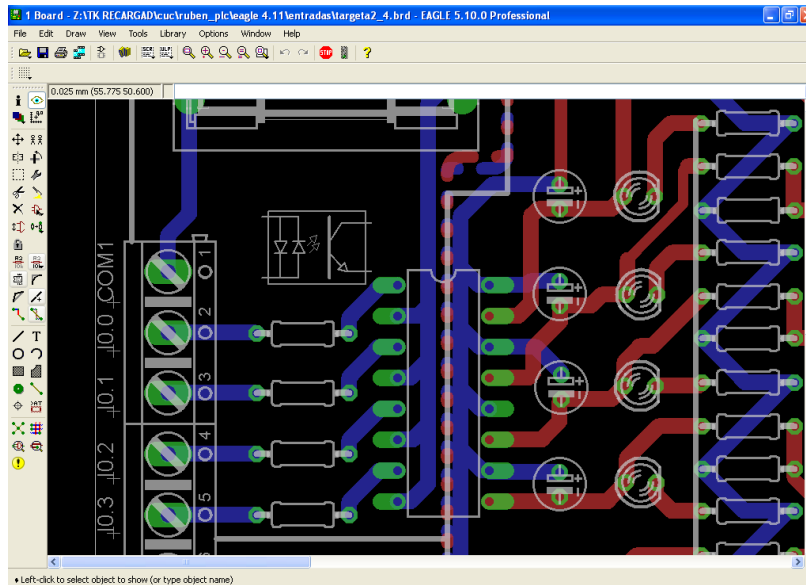 1 Board - Z:\TK RECARGAD\cuc\ruben_plc\eagle 4.11\entradas\targeta2_4.brd - EAGLE 5.10.0 Professional
File Edit Draw View Tools Library Options Window Help
0.025 mm (55.775 50.600)
COM1
I0.0
I0.1
I0.2
I0.3
1
2
3
4
5
Left-click to select object to show (or type object name)